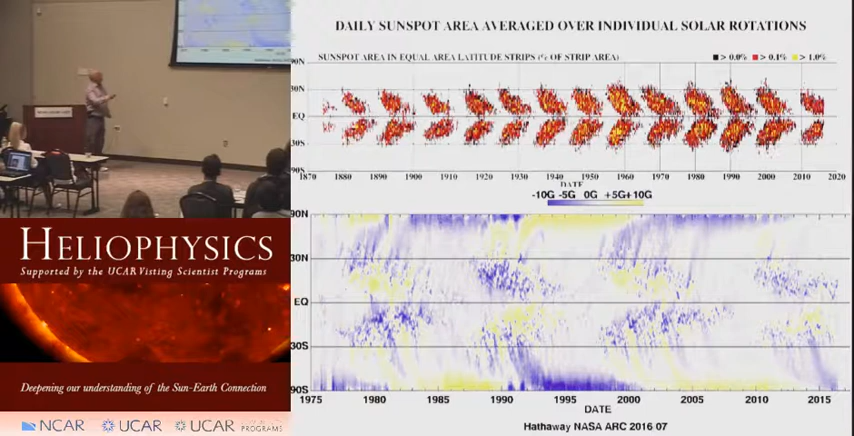 HELIOPHYSICS
Supported by the UCAR Visting Scientist Programs
Deepening our understanding of the Sun-Earth Connection
NCAR UCAR UCAR
PROGRAMS
DAILY SUNSPOT AREA AVERAGED OVER INDIVIDUAL SOLAR ROTATIONS
SUNSPOT AREA IN EQUAL AREA LATITUDE STRIPS (% OF STRIP AREA) > 0.0% > 0.1% > 1.0%
90N
30N
EQ
30S
90S
1870 1880 1890 1900 1910 1920 1930 1940 1950 1960 1970 1980 1990 2000 2010 2020
DATE
-10G -5G 0G +5G +10G
90N
30N
EQ
30S
90S
1975 1980 1985 1990 1995 2000 2005 2010 2015
DATE
Hathaway NASA ARC 2016 07